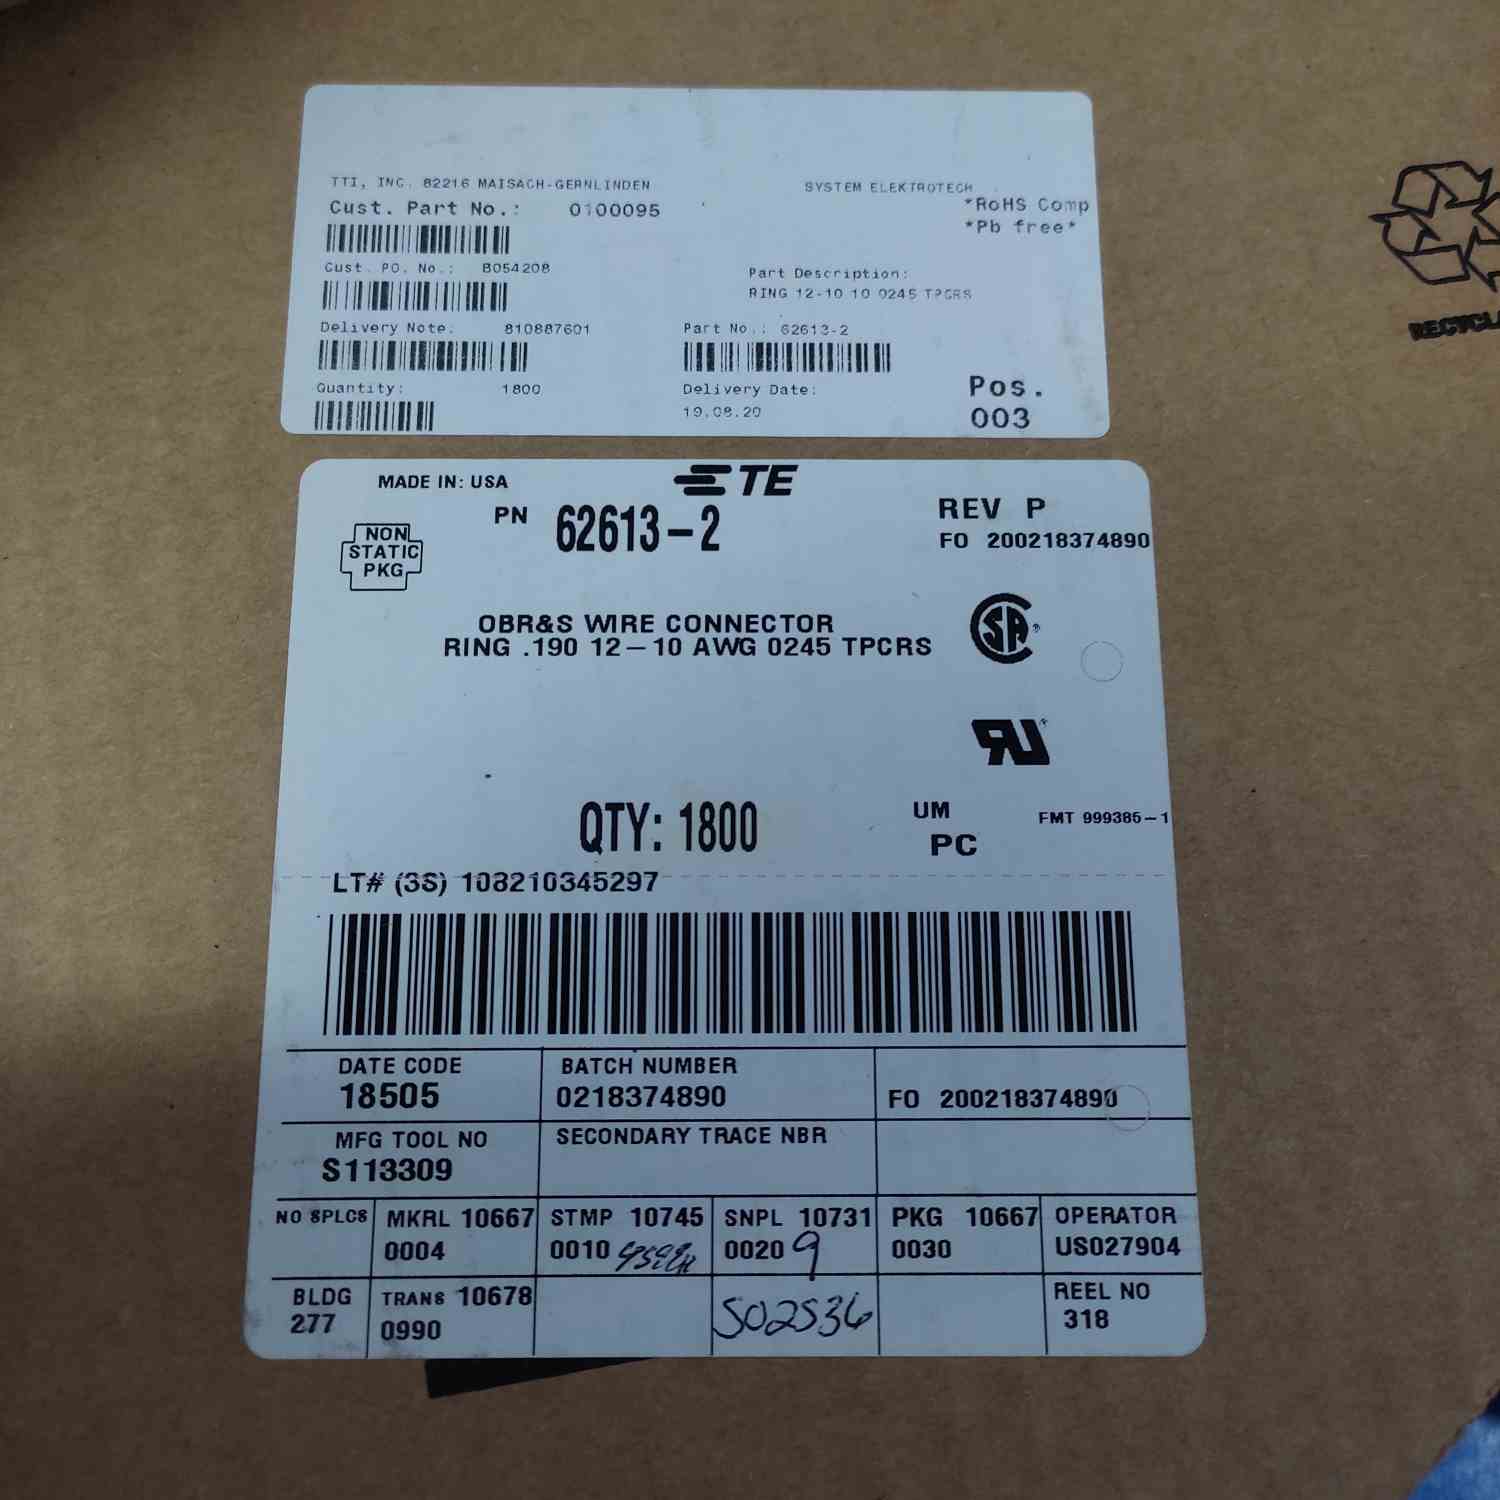 TTI, INC. 82216 MAISACH-GERNLINDEN
SYSTEM ELEKTROTECH
Cust. Part No.: 0100095
*RoHS Comp
*Pb free*
Cust. PO. No.: B054208
Part Description:
RING 12-10 10 0245 TPCRS
Delivery Note: 810887601
Part No.: 62613-2
Quantity: 1800
Delivery Date:
19.08.20
Pos.
003
MADE IN: USA
TE
PN 62613-2
REV P
FO 200218374890
NON
STATIC
PKG
OBR&S WIRE CONNECTOR
RING .190 12-10 AWG 0245 TPCRS
QTY: 1800
UM
PC
FMT 999385-1
LT# (3S) 108210345297
DATE CODE
18505
BATCH NUMBER
0218374890
FO 200218374890
MFG TOOL NO
S113309
SECONDARY TRACE NBR
NO SPLCS
MKRL 10667
0004
STMP 10745
0010
SNPL 10731
0020 9
PKG 10667
0030
OPERATOR
US027904
BLDG
277
TRANS 10678
0990
502536
REEL NO
318